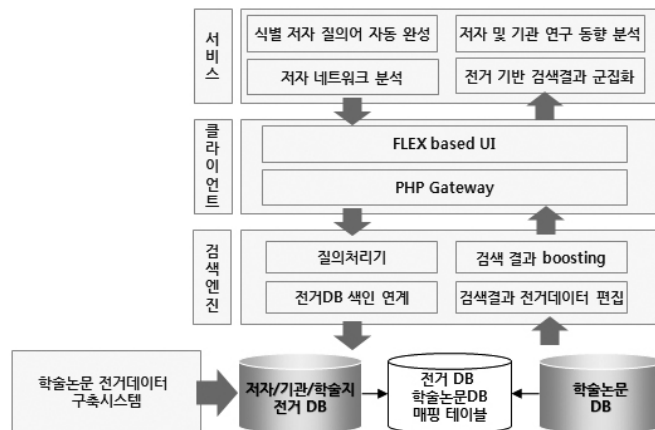 서비스
식별 저자 질의어 자동 완성
저자 및 기관 연구 동향 분석
저자 네트워크 분석
전거 기반 검색결과 군집화
클라이언트
FLEX based UI
PHP Gateway
검색엔진
질의처리기
검색 결과 boosting
전거DB 색인 연계
검색결과 전거데이터 편집
학술논문 전거데이터
구축시스템
저자/기관/학술지
전거 DB
전거 DB
학술논문DB
매핑 테이블
학술논문
DB